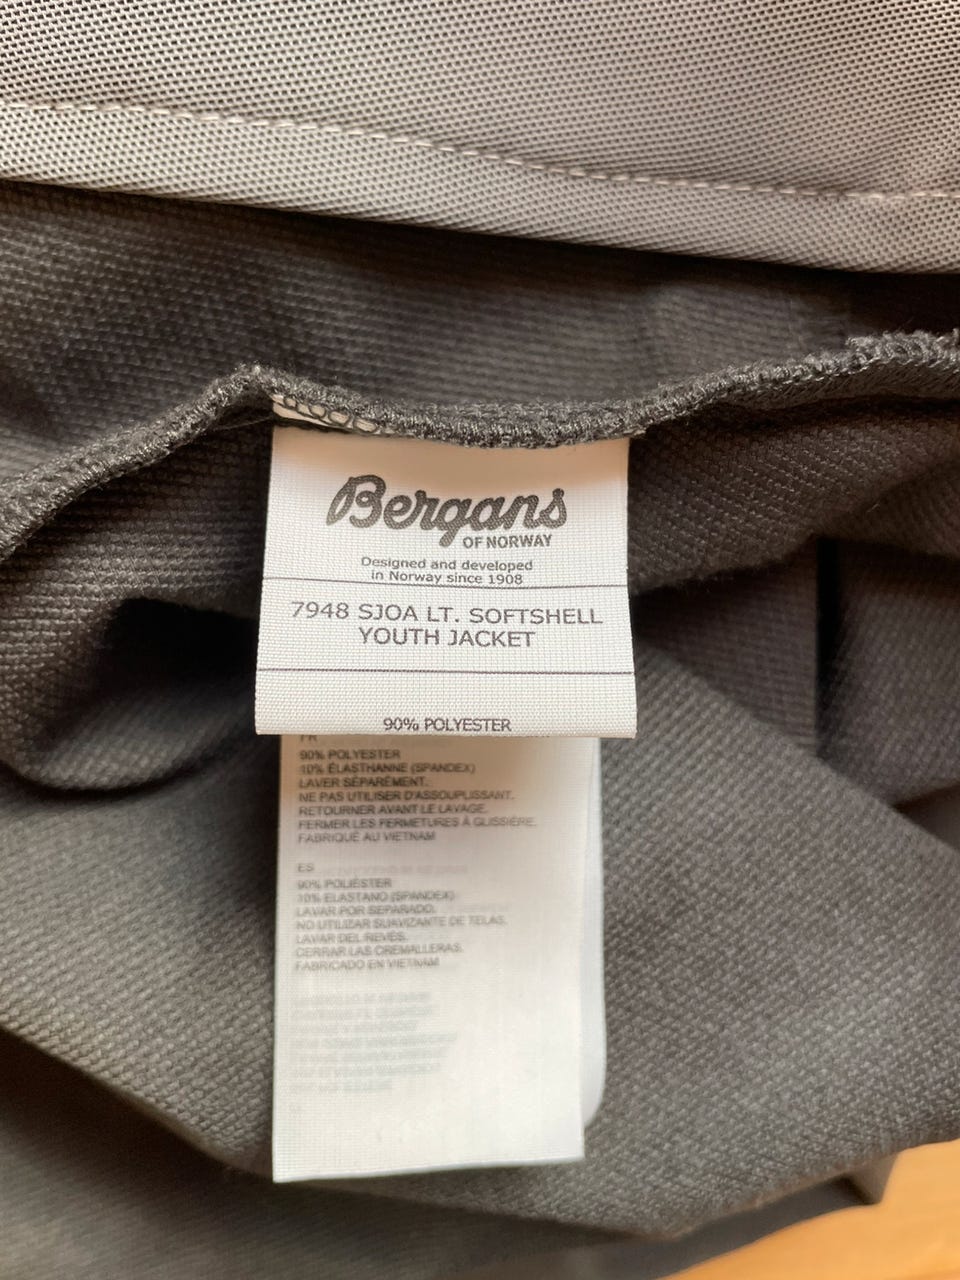 Bergans
OF NORWAY
Designed and developed
in Norway since 1908
7948 SJOA LT. SOFTSHELL
YOUTH JACKET
90% POLYESTER
FR
90% POLYESTER
10% ÉLASTHANNE (SPANDEX)
LAVER SÉPARÉMENT.
NE PAS UTILISER D'ASSOUPLISSANT.
RETOURNER AVANT LE LAVAGE.
FERMER LES FERMETURES À GLISSIÈRE.
FABRIQUÉ AU VIETNAM
ES
90% POLIÉSTER
10% ELASTANO (SPANDEX)
LAVAR POR SEPARADO.
NO UTILIZAR SUAVIZANTE DE TELAS.
LAVAR DEL REVÉS.
CERRAR LAS CREMALLERAS.
FABRICADO EN VIETNAM